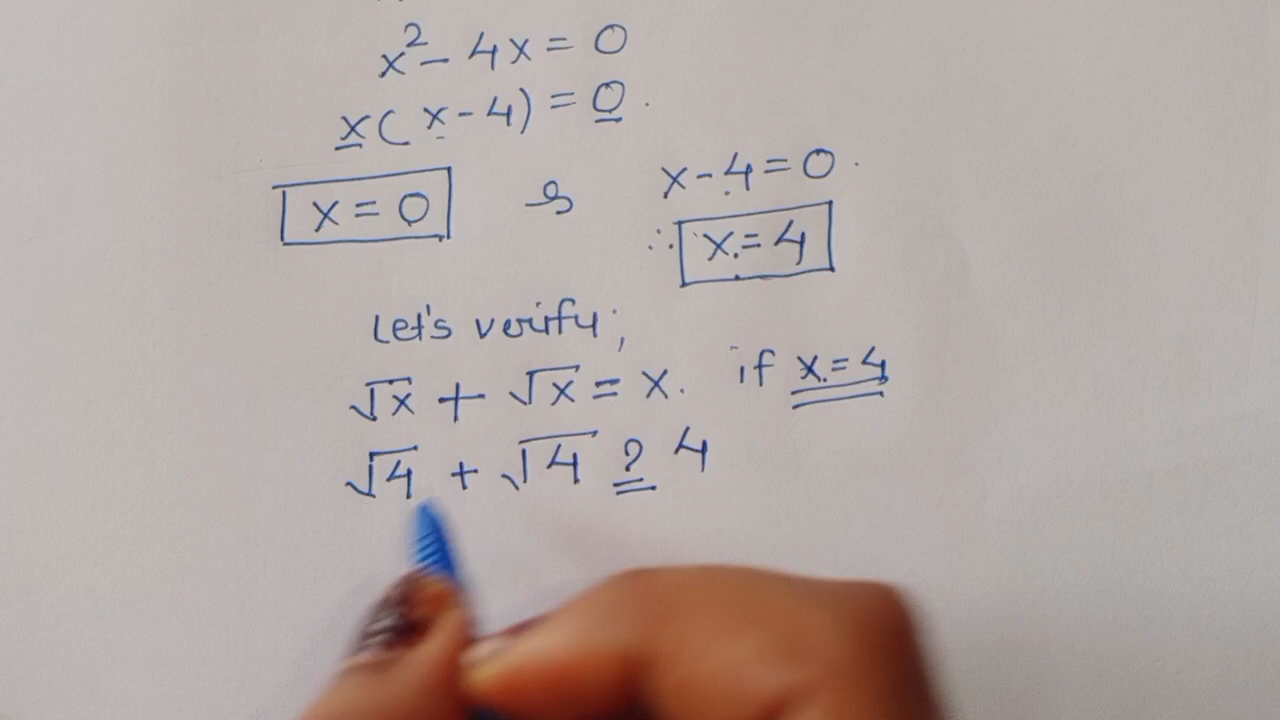 x² - 4x = 0
x(x-4) = 0.
x = 0 & x-4=0.
∴ x=4
Let's verify;
√x + √x = x. if x=4
√4 + √4 ? 4